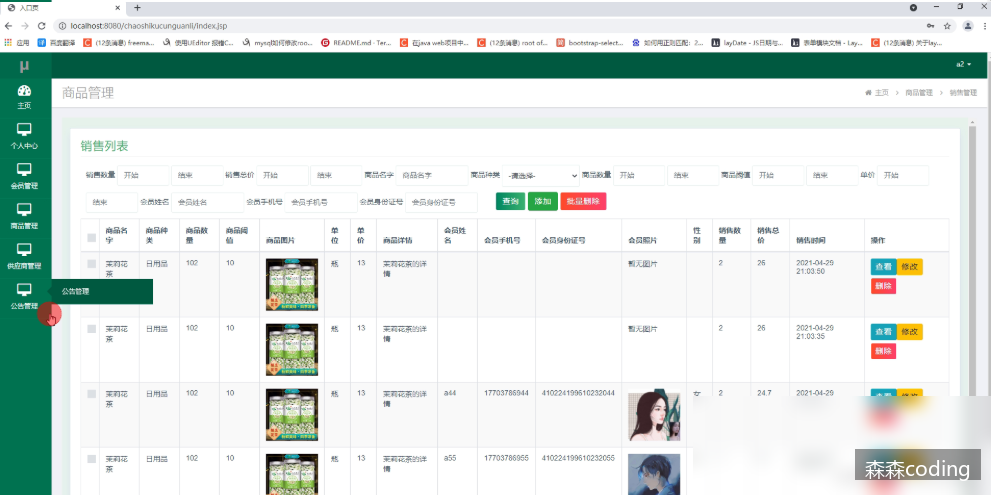 入口页
localhost:8080/chaoshikucunguanli/index.jsp
应用 百度翻译 (12条消息) freema... 使用UEditor 报错C... mysql如何修改roo... README.md · Ter... 在java web项目中... (12条消息) root of... bootstrap-select... 如何用正则匹配：2... layDate - JS日期与... 表单模块文档 - Lay... (12条消息) 关于lay...
μ
a2
主页
个人中心
会员管理
商品管理
供应商管理
公告管理
公告管理
商品管理
主页 > 商品管理 > 销售管理
销售列表
销售数量 开始 结束 销售总价 开始 结束 商品名字 商品名字 商品种类 -请选择- 商品数量 开始 结束 商品阈值 开始 结束 单价 开始
结束 会员姓名 会员姓名 会员手机号 会员手机号 会员身份证号 会员身份证号 查询 添加 批量删除
商品名字 商品种类 商品数量 商品阈值 商品图片 单位 单价 商品详情 会员姓名 会员手机号 会员身份证号 会员照片 性别 销售数量 销售总价 销售时间 操作
茉莉花茶 日用品 102 10 瓶 13 茉莉花茶的详情 暂无图片 2 26 2021-04-29 21:03:50 查看 修改 删除
茉莉花茶 日用品 102 10 瓶 13 茉莉花茶的详情 暂无图片 2 26 2021-04-29 21:03:35 查看 修改 删除
茉莉花茶 日用品 102 10 瓶 13 茉莉花茶的详情 a44 17703786944 410224199610232044 女 2 24.7 2021-04-29
茉莉花茶 日用品 102 10 瓶 13 茉莉花茶的详情 a55 17703786955 410224199610232055
森森coding